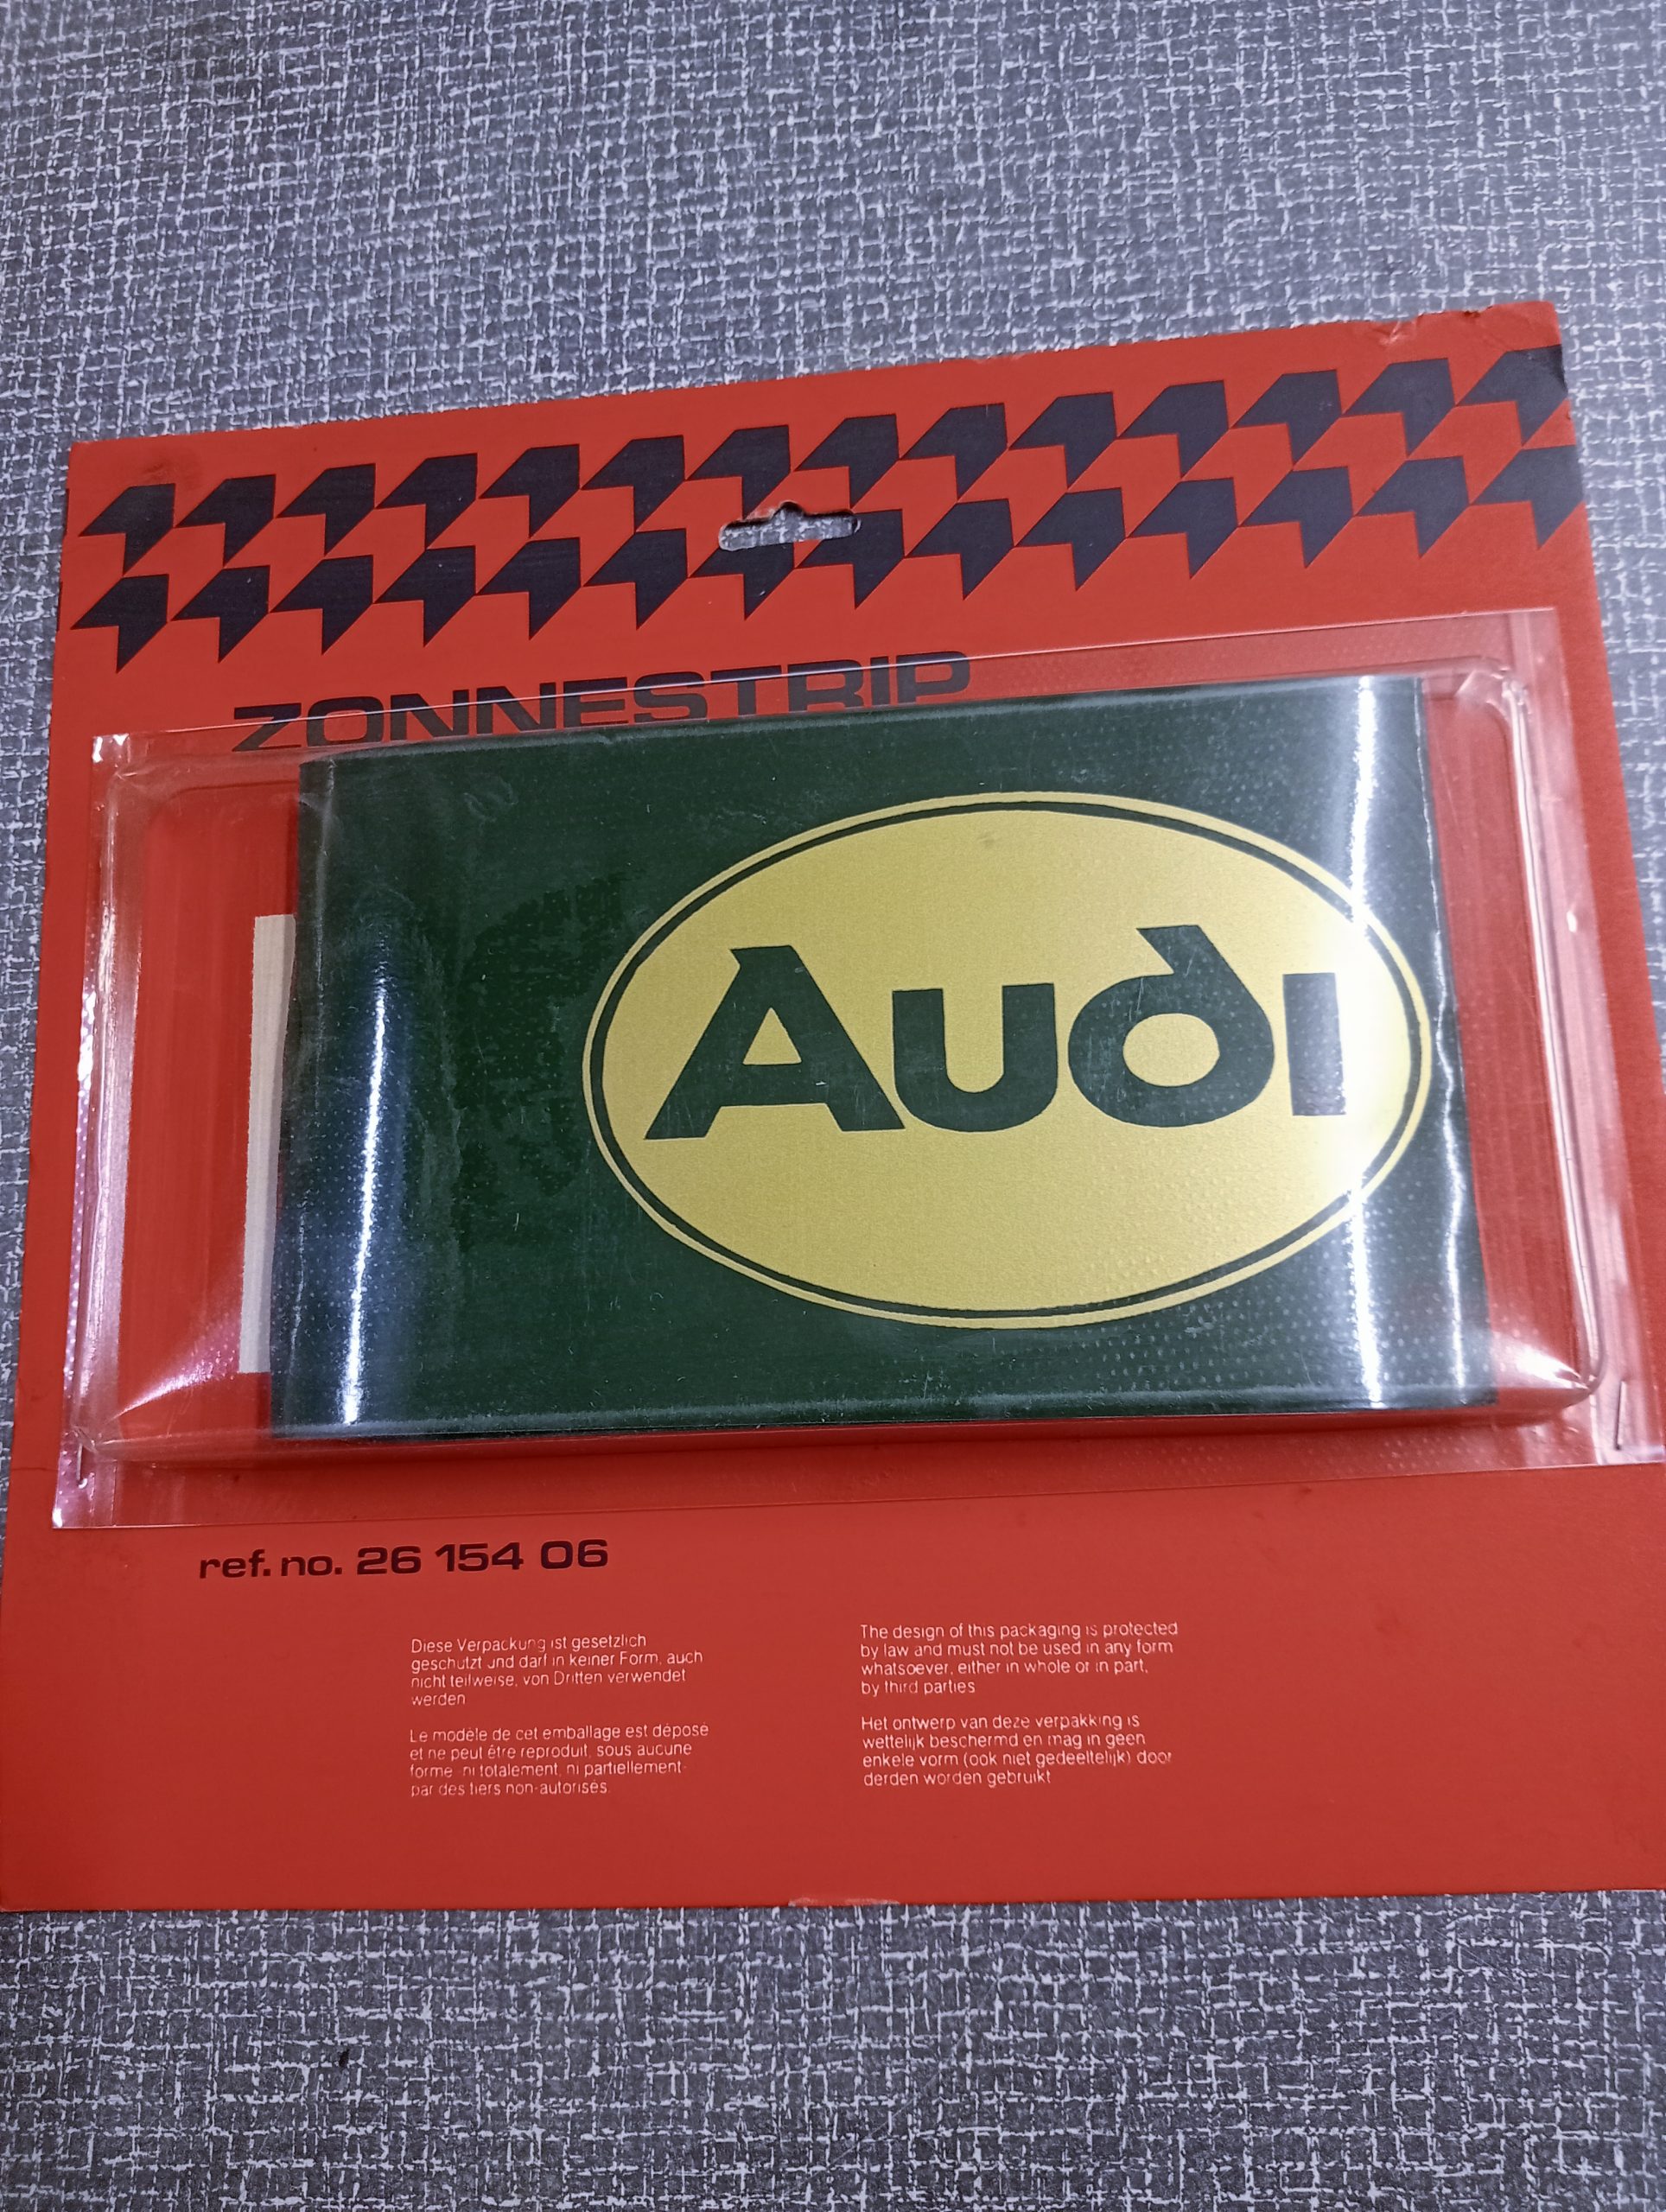 ZONNESTRIP
Audi
ref. no. 26 154 06
Diese Verpackung ist gesetzlich
geschützt und darf in keiner Form, auch
nicht teilweise, von Dritten verwendet
werden
Le modèle de cet emballage est déposé
et ne peut être reproduit, sous aucune
forme -ni totalement, ni partiellement-
par des tiers non-autorisés.
The design of this packaging is protected
by law and must not be used in any form
whatsoever, either in whole or in part,
by third parties
Het ontwerp van deze verpakking is
wettelijk beschermd en mag in geen
enkele vorm (ook niet gedeeltelijk) door
derden worden gebruikt